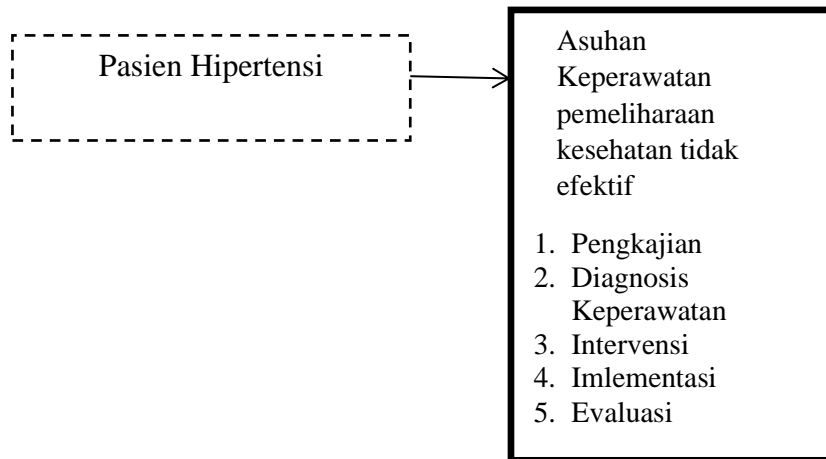 Pasien Hipertensi
Asuhan
Keperawatan
pemeliharaan
kesehatan tidak
efektif
1. Pengkajian
2. Diagnosis
Keperawatan
3. Intervensi
4. Imlementasi
5. Evaluasi